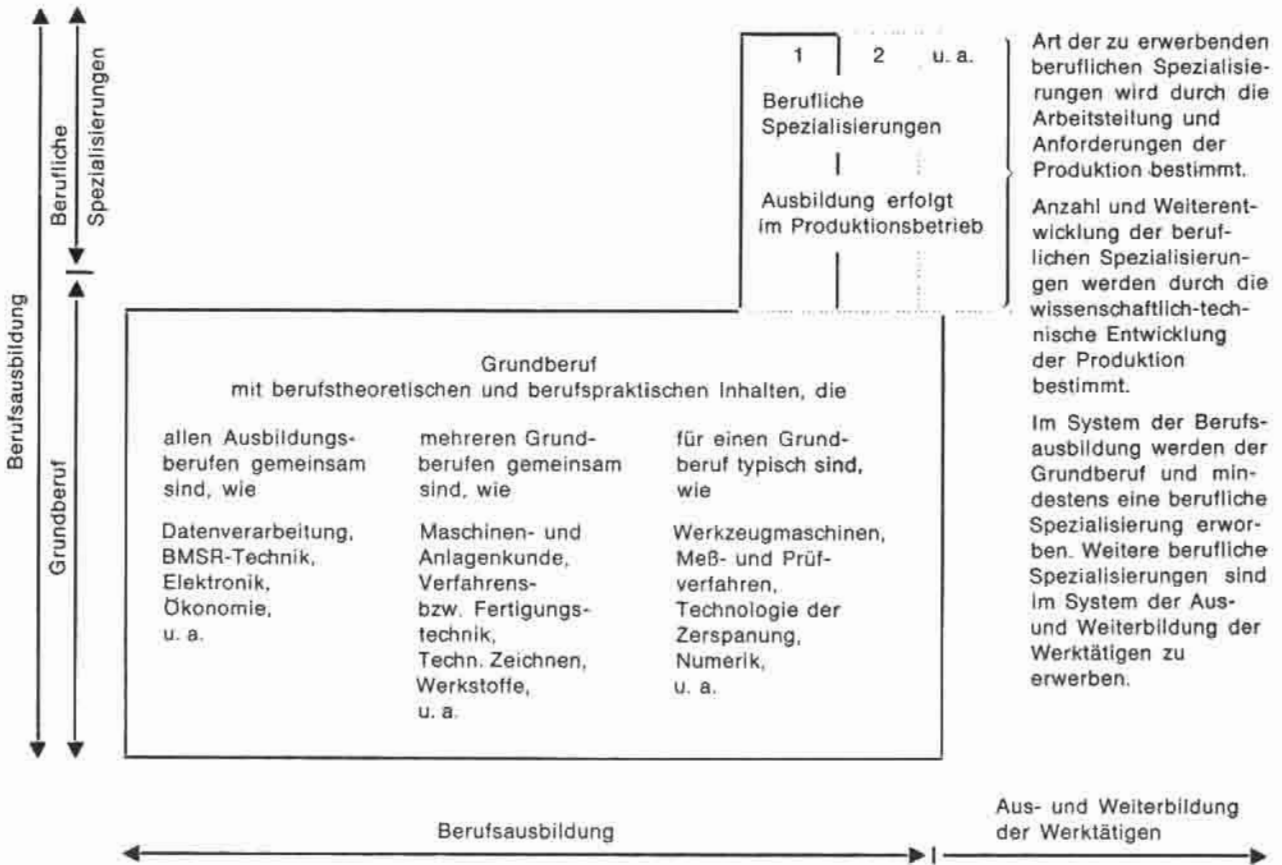 Berufsausbildung
Berufliche
Spezialisierungen
Grundberuf
1 2 u. a.
Berufliche
Spezialisierungen
Ausbildung erfolgt
im Produktionsbetrieb
Art der zu erwerbenden
beruflichen Spezialisie-
rungen wird durch die
Arbeitsteilung und
Anforderungen der
Produktion bestimmt.
Anzahl und Weiterent-
wicklung der beruf-
lichen Spezialisierun-
gen werden durch die
wissenschaftlich-tech-
nische Entwicklung
der Produktion
bestimmt.
Im System der Berufs-
ausbildung werden der
Grundberuf und min-
destens eine berufliche
Spezialisierung erwor-
ben. Weitere berufliche
Spezialisierungen sind
im System der Aus-
und Weiterbildung der
Werktätigen zu
erwerben.
Grundberuf
mit berufstheoretischen und berufspraktischen Inhalten, die
allen Ausbildungs-
berufen gemeinsam
sind, wie
Datenverarbeitung,
BMSR-Technik,
Elektronik,
Ökonomie,
u. a.
mehreren Grund-
berufen gemeinsam
sind, wie
Maschinen- und
Anlagenkunde,
Verfahrens-
bzw. Fertigungs-
technik,
Techn. Zeichnen,
Werkstoffe,
u. a.
für einen Grund-
beruf typisch sind,
wie
Werkzeugmaschinen,
Meß- und Prüf-
verfahren,
Technologie der
Zerspanung,
Numerik,
u. a.
Berufsausbildung
Aus- und Weiterbildung
der Werktätigen